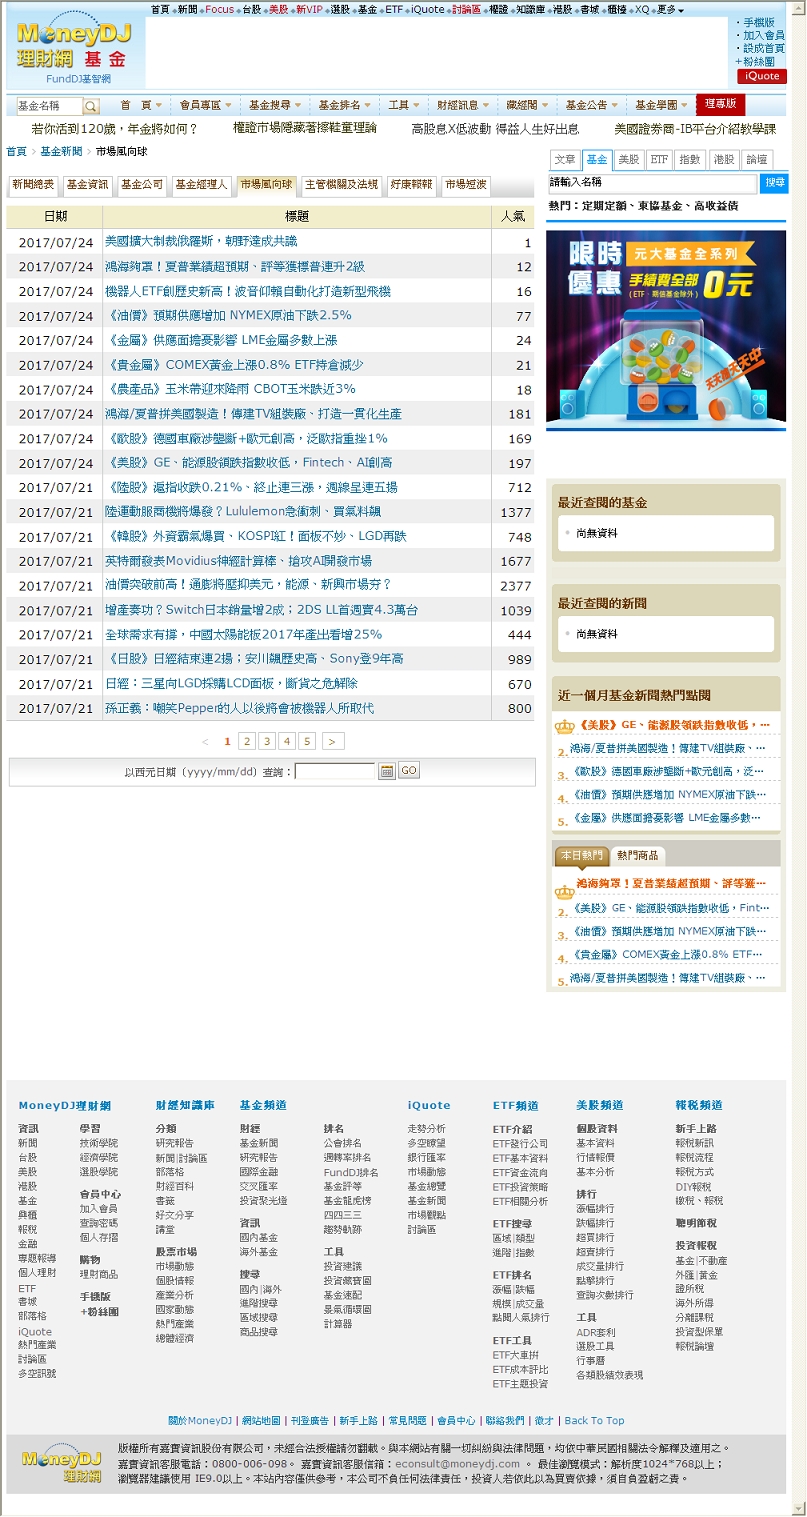 首頁 新聞 Focus 台股 美股 新VIP 選股 基金 ETF iQuote 討論區 權證 知識庫 港股 書城 櫃檯 XQ 更多
MoneyDJ
理財網 基金
FundDJ基智網
手機版
加入會員
設成首頁
+粉絲團
iQuote
基金名稱
首 頁 會員專區 基金搜尋 基金排名 工具 財經訊息 藏經閣 基金公告 基金學園 理專版
若你活到120歲，年金將如何？ 權證市場隱藏著擦鞋童理論 高股息X低波動 得益人生好出息 美國證券商-IB平台介紹教學課
首頁 > 基金新聞 > 市場風向球
文章 基金 美股 ETF 指數 港股 論壇
請輸入名稱 搜尋
熱門：定期定額、東協基金、高收益債
新聞總表 基金資訊 基金公司 基金經理人 市場風向球 主管機關及法規 好康報報 市場短波
日期 標題 人氣
2017/07/24 美國擴大制裁俄羅斯，朝野達成共識 1
2017/07/24 鴻海夠罩！夏普業績超預期、評等獲標普連升2級 12
2017/07/24 機器人ETF創歷史新高！波音仰賴自動化打造新型飛機 16
2017/07/24 《油價》預期供應增加 NYMEX原油下跌2.5% 77
2017/07/24 《金屬》供應面擔憂影響 LME金屬多數上漲 24
2017/07/24 《貴金屬》COMEX黃金上漲0.8% ETF持倉減少 21
2017/07/24 《農產品》玉米帶迎來降雨 CBOT玉米跌近3% 18
2017/07/24 鴻海/夏普拼美國製造！傳建TV組裝廠、打造一貫化生產 181
2017/07/24 《歐股》德國車廠涉壟斷+歐元創高，泛歐指重挫1% 169
2017/07/24 《美股》GE、能源股領跌指數收低，Fintech、AI創高 197
2017/07/21 《陸股》滬指收跌0.21%、終止連三漲，週線呈連五揚 712
2017/07/21 陸運動服商機將爆發？Lululemon急衝刺、買氣料飆 1377
2017/07/21 《韓股》外資霸氣爆買、KOSPI紅！面板不妙、LGD再跌 748
2017/07/21 英特爾發表Movidius神經計算棒、搶攻AI開發市場 1677
2017/07/21 油價突破前高！通膨將壓抑美元，能源、新興市場夯？ 2377
2017/07/21 增產奏功？Switch日本銷量增2成；2DS LL首週賣4.3萬台 1039
2017/07/21 全球需求有撐，中國太陽能板2017年產出看增25% 444
2017/07/21 《日股》日經結束連2揚；安川飆歷史高、Sony登9年高 989
2017/07/21 日經：三星向LGD採購LCD面板，斷貨之危解除 670
2017/07/21 孫正義：嘲笑Pepper的人以後將會被機器人所取代 800
< 1 2 3 4 5 >
以西元日期（yyyy/mm/dd）查詢： GO
限時 優惠
元大基金全系列
手續費全部 0元
(ETF、期信基金除外)
天天轉天天中
最近查閱的基金
尚無資料
最近查閱的新聞
尚無資料
近一個月基金新聞熱門點閱
《美股》GE、能源股領跌指數收低，…
2. 鴻海/夏普拼美國製造！傳建TV組裝廠、…
3. 《歐股》德國車廠涉壟斷+歐元創高，泛…
4. 《油價》預期供應增加 NYMEX原油下跌…
5. 《金屬》供應面擔憂影響 LME金屬多數…
本日熱門 熱門商品
鴻海夠罩！夏普業績超預期、評等獲…
2. 《美股》GE、能源股領跌指數收低，Fint…
3. 《油價》預期供應增加 NYMEX原油下跌…
4. 《貴金屬》COMEX黃金上漲0.8% ETF…
5. 鴻海/夏普拼美國製造！傳建TV組裝廠、…
MoneyDJ理財網
資訊
新聞
台股
美股
港股
基金
興櫃
報稅
金融
專題報導
個人理財
ETF
書城
部落格
iQuote
熱門產業
討論區
多空訊號
學習
技術學院
經濟學院
選股學院
會員中心
加入會員
查詢密碼
個人存摺
購物
理財商品
手機版
+粉絲團
財經知識庫
分類
研究報告
新聞|討論區
部落格
財經百科
書籤
好文分享
講堂
股票市場
市場動態
個股情報
產業分析
國家動態
熱門產業
總體經濟
基金頻道
財經
基金新聞
研究報告
國際金融
交叉匯率
投資聚光燈
資訊
國內基金
海外基金
搜尋
國內|海外
進階搜尋
區域搜尋
商品搜尋
排名
公會排名
週轉率排名
FundDJ排名
基金評等
基金龍虎榜
四四三三
趨勢軌跡
工具
投資建議
投資藏寶圖
基金速配
景氣循環圖
計算器
iQuote
走勢分析
多空瞭望
銀行匯率
市場動態
基金總覽
基金新聞
市場觀點
討論區
ETF頻道
ETF介紹
ETF發行公司
ETF基本資料
ETF資金流向
ETF投資策略
ETF相關分析
ETF搜尋
區域|類型
進階|指數
ETF排名
漲幅|跌幅
規模|成交量
點閱人氣排行
ETF工具
ETF大車拚
ETF成本評比
ETF主題投資
美股頻道
個股資料
基本資料
行情報價
基本分析
排行
漲幅排行
跌幅排行
超買排行
超賣排行
成交量排行
點擊排行
查詢次數排行
工具
ADR套利
選股工具
行事曆
各類股績效表現
報稅頻道
新手上路
報稅新訊
報稅流程
報稅方式
DIY報稅
繳稅、報稅
聰明節稅
投資報稅
基金|不動產
外匯|黃金
證所稅
海外所得
分離課稅
投資型保單
報稅論壇
關於MoneyDJ | 網站地圖 | 刊登廣告 | 新手上路 | 常見問題 | 會員中心 | 聯絡我們 | 徵才 | Back To Top
MoneyDJ
理財網
版權所有嘉實資訊股份有限公司，未經合法授權請勿翻載。與本網站有關一切糾紛與法律問題，均依中華民國相關法令解釋及適用之。
嘉實資訊客服電話：0800-006-098。 嘉實資訊客服信箱：econsult@moneydj.com 。 最佳瀏覽模式：解析度1024*768以上；
瀏覽器建議使用 IE9.0以上。本站內容僅供參考，本公司不負任何法律責任，投資人若依此以為買賣依據，須自負盈虧之責。